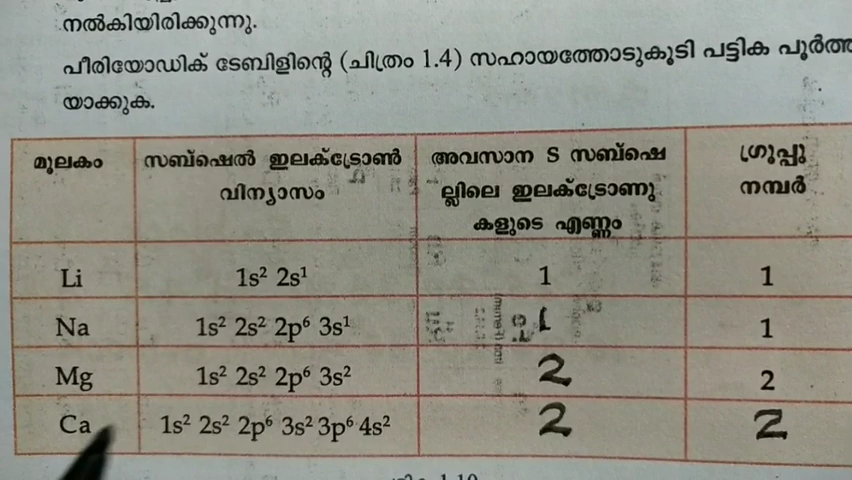 നൽകിയിരിക്കുന്നു.
പീരിയോഡിക് ടേബിളിന്റെ (ചിത്രം 1.4) സഹായത്തോടുകൂടി പട്ടിക പൂർത്ത
യാക്കുക.
മൂലകം സബ്ഷെൽ ഇലക്ട്രോൺ വിന്യാസം അവസാന S സബ്ഷെ ല്ലിലെ ഇലക്ട്രോണു കളുടെ എണ്ണം ഗ്രൂപ്പു നമ്പർ
Li 1s² 2s¹ 1 1
Na 1s² 2s² 2p⁶ 3s¹ 1 1
Mg 1s² 2s² 2p⁶ 3s² 2 2
Ca 1s² 2s² 2p⁶ 3s² 3p⁶ 4s² 2 2